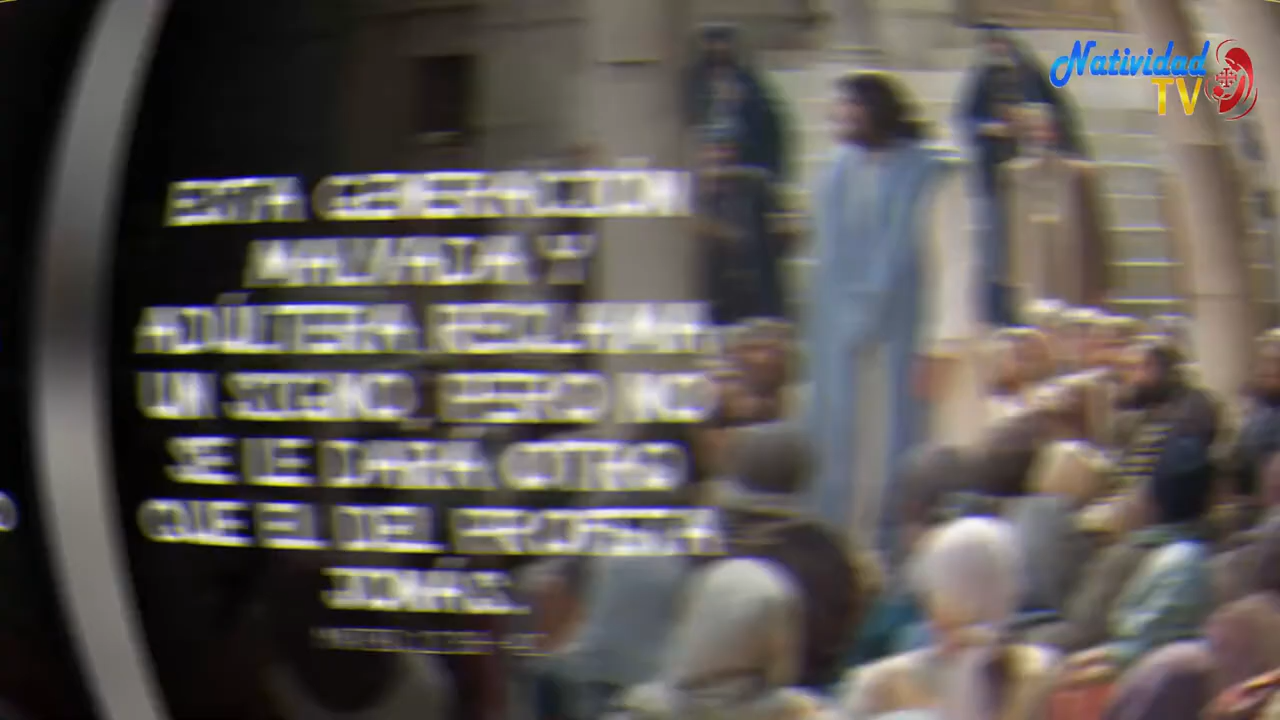 Natividad
TV
ESTA GENERACIÓN
MALVADA Y
ADÚLTERA RECLAMA
UN SIGNO, PERO NO
SE LE DARÁ OTRO
QUE EL DEL PROFETA
JONÁS.